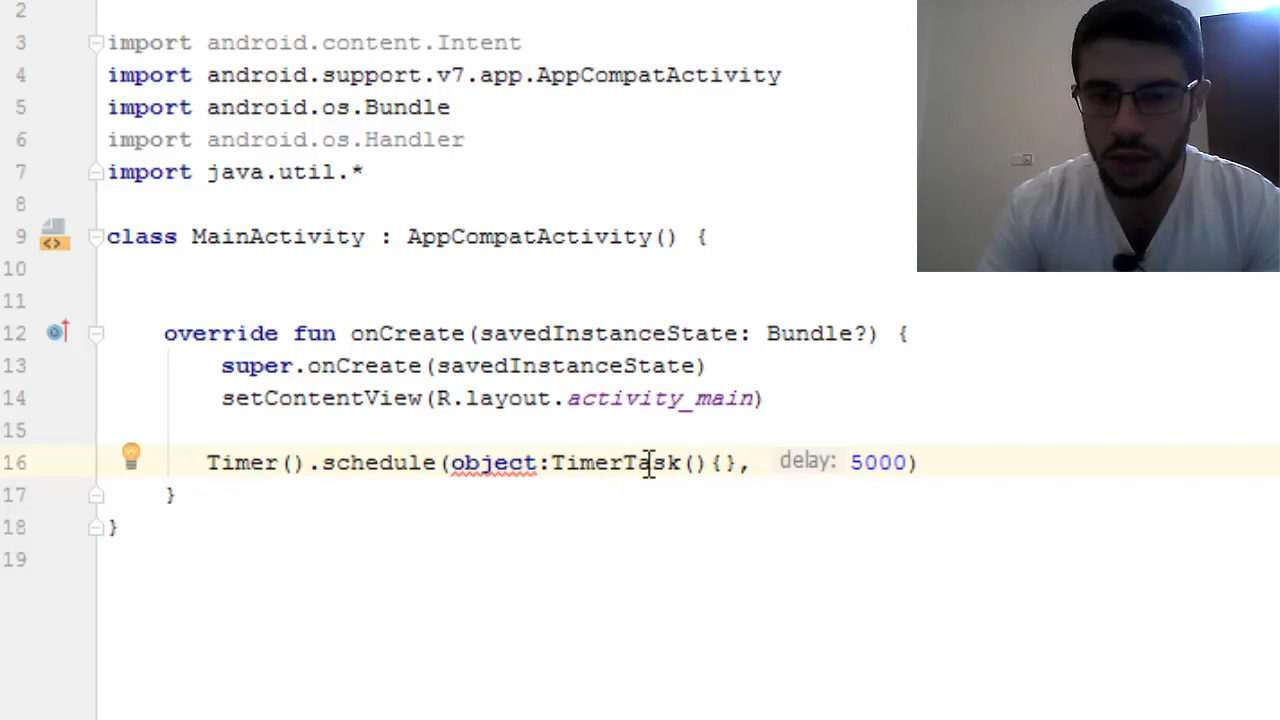 2
3 import android.content.Intent
4 import android.support.v7.app.AppCompatActivity
5 import android.os.Bundle
6 import android.os.Handler
7 import java.util.*
8
9 class MainActivity : AppCompatActivity() {
10
11
12 override fun onCreate(savedInstanceState: Bundle?) {
13 super.onCreate(savedInstanceState)
14 setContentView(R.layout.activity_main)
15
16 Timer().schedule(object:TimerTask(){}, delay: 5000)
17 }
18 }
19